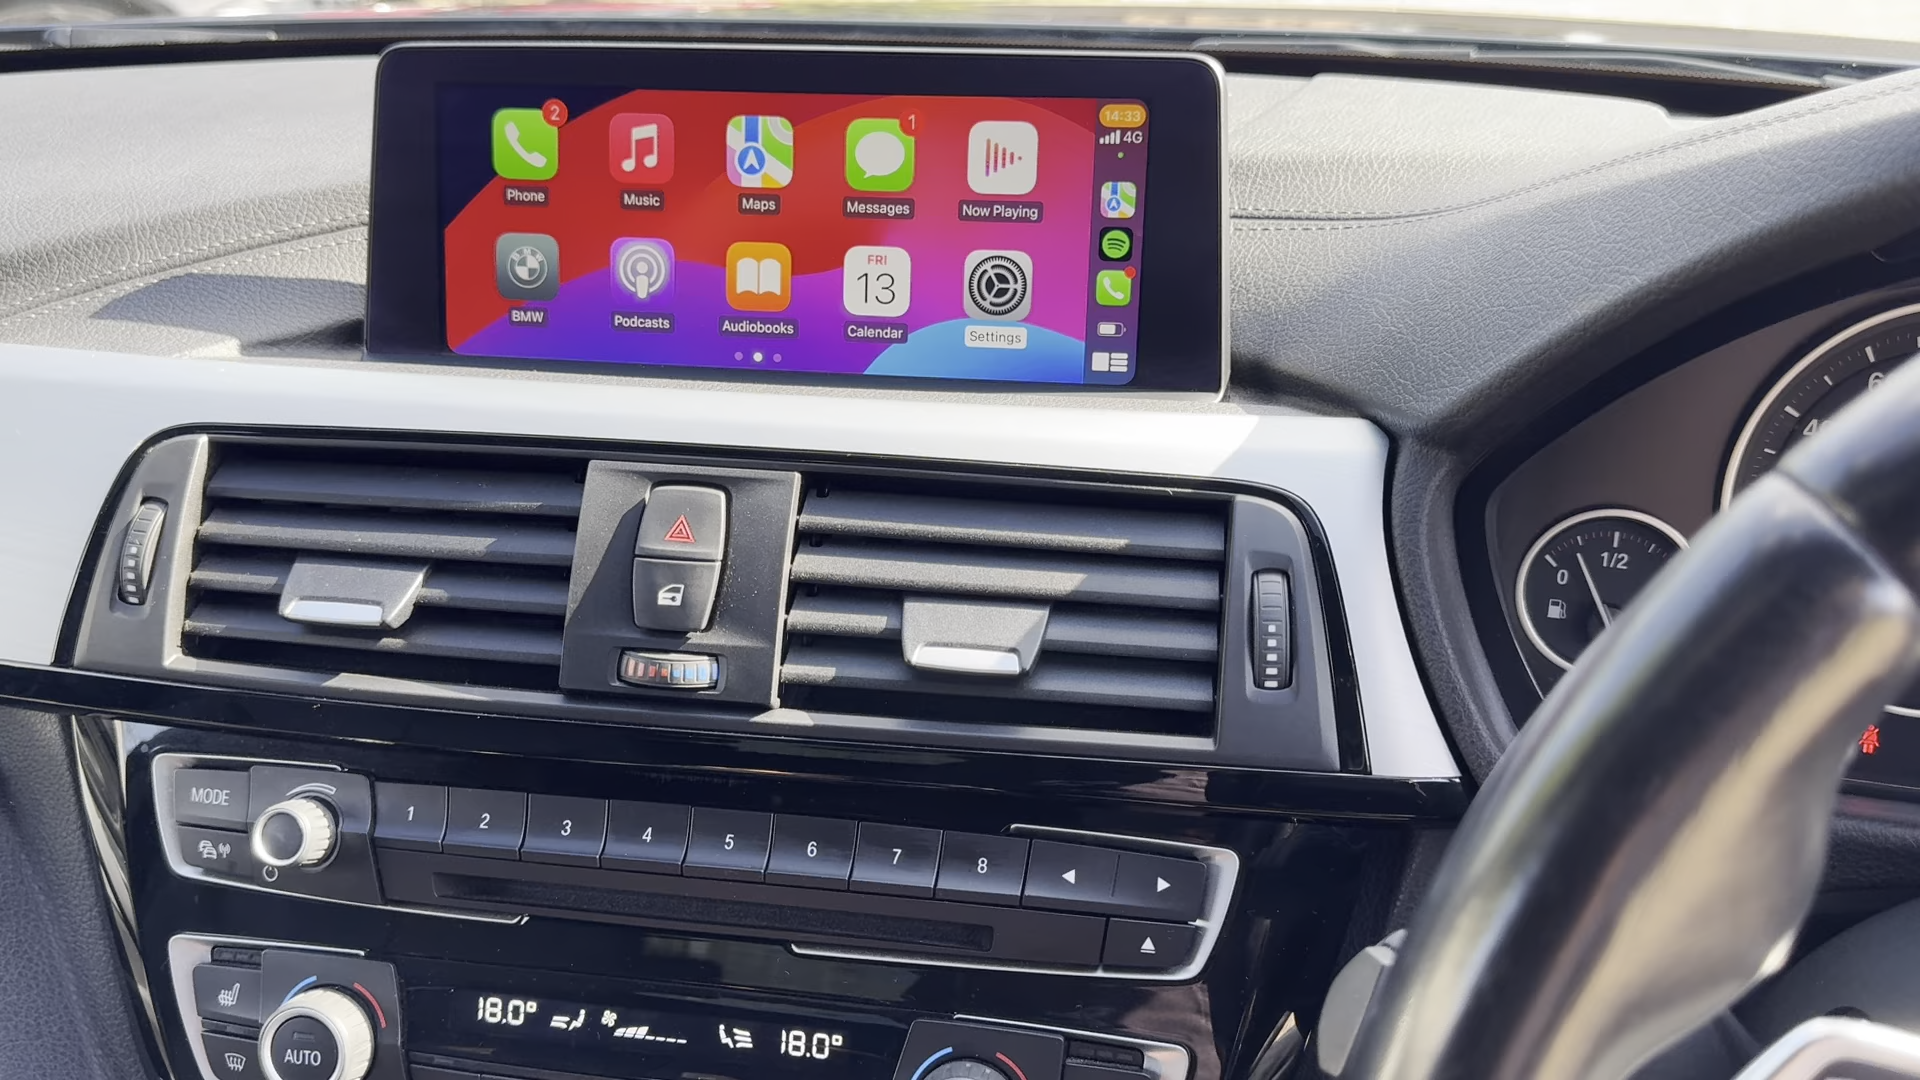 2
1
14:33
4G
Phone
Music
Maps
Messages
Now Playing
FRI
13
BMW
Podcasts
Audiobooks
Calendar
Settings
0
1/2
MODE
1
2
3
4
5
6
7
8
18.0°
18.0°
AUTO